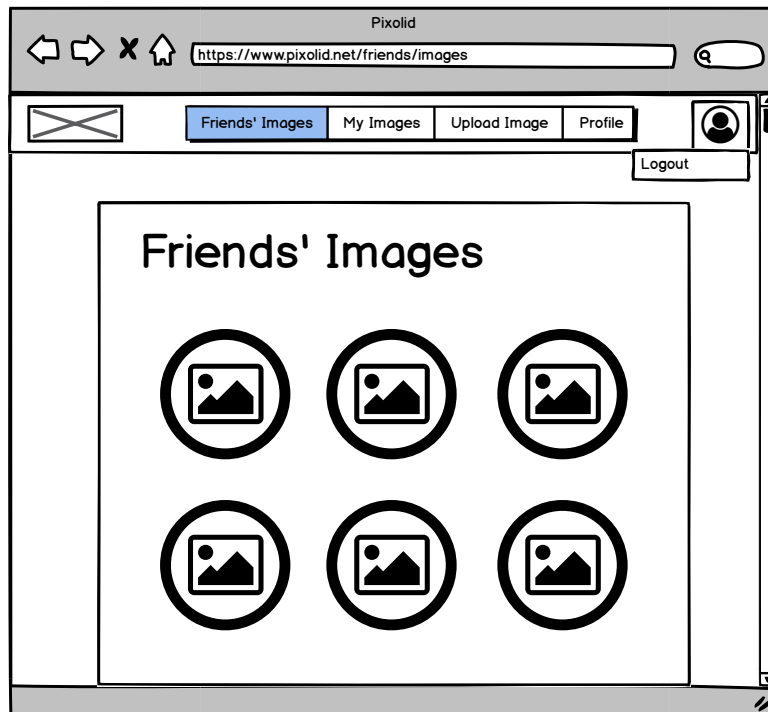 Pixolid
https://www.pixolid.net/friends/images
Friends' Images My Images Upload Image Profile
Logout
Friends' Images